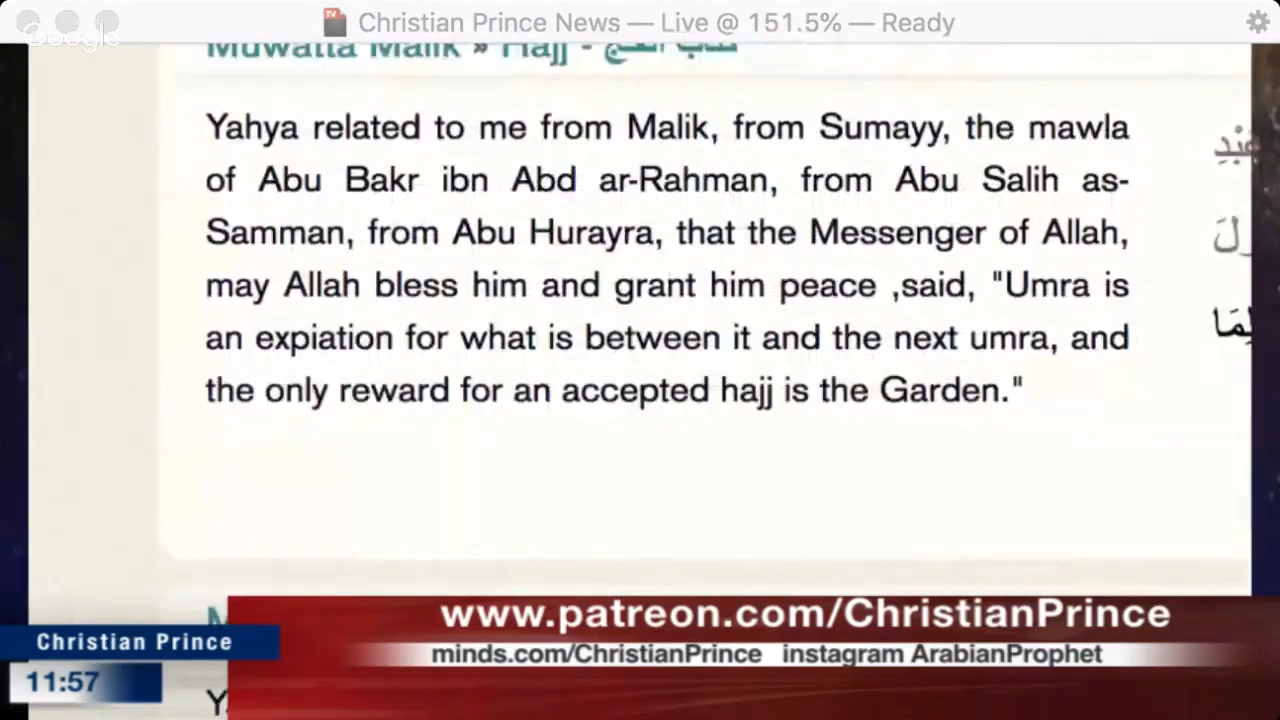 Christian Prince News — Live @ 151.5% — Ready
Google
Muwatta Malik » Hajj - كتاب الحج
Yahya related to me from Malik, from Sumayy, the mawla
of Abu Bakr ibn Abd ar-Rahman, from Abu Salih as-
Samman, from Abu Hurayra, that the Messenger of Allah,
may Allah bless him and grant him peace ,said, "Umra is
an expiation for what is between it and the next umra, and
the only reward for an accepted hajj is the Garden."
www.patreon.com/ChristianPrince
Christian Prince
minds.com/ChristianPrince instagram ArabianProphet
11:57